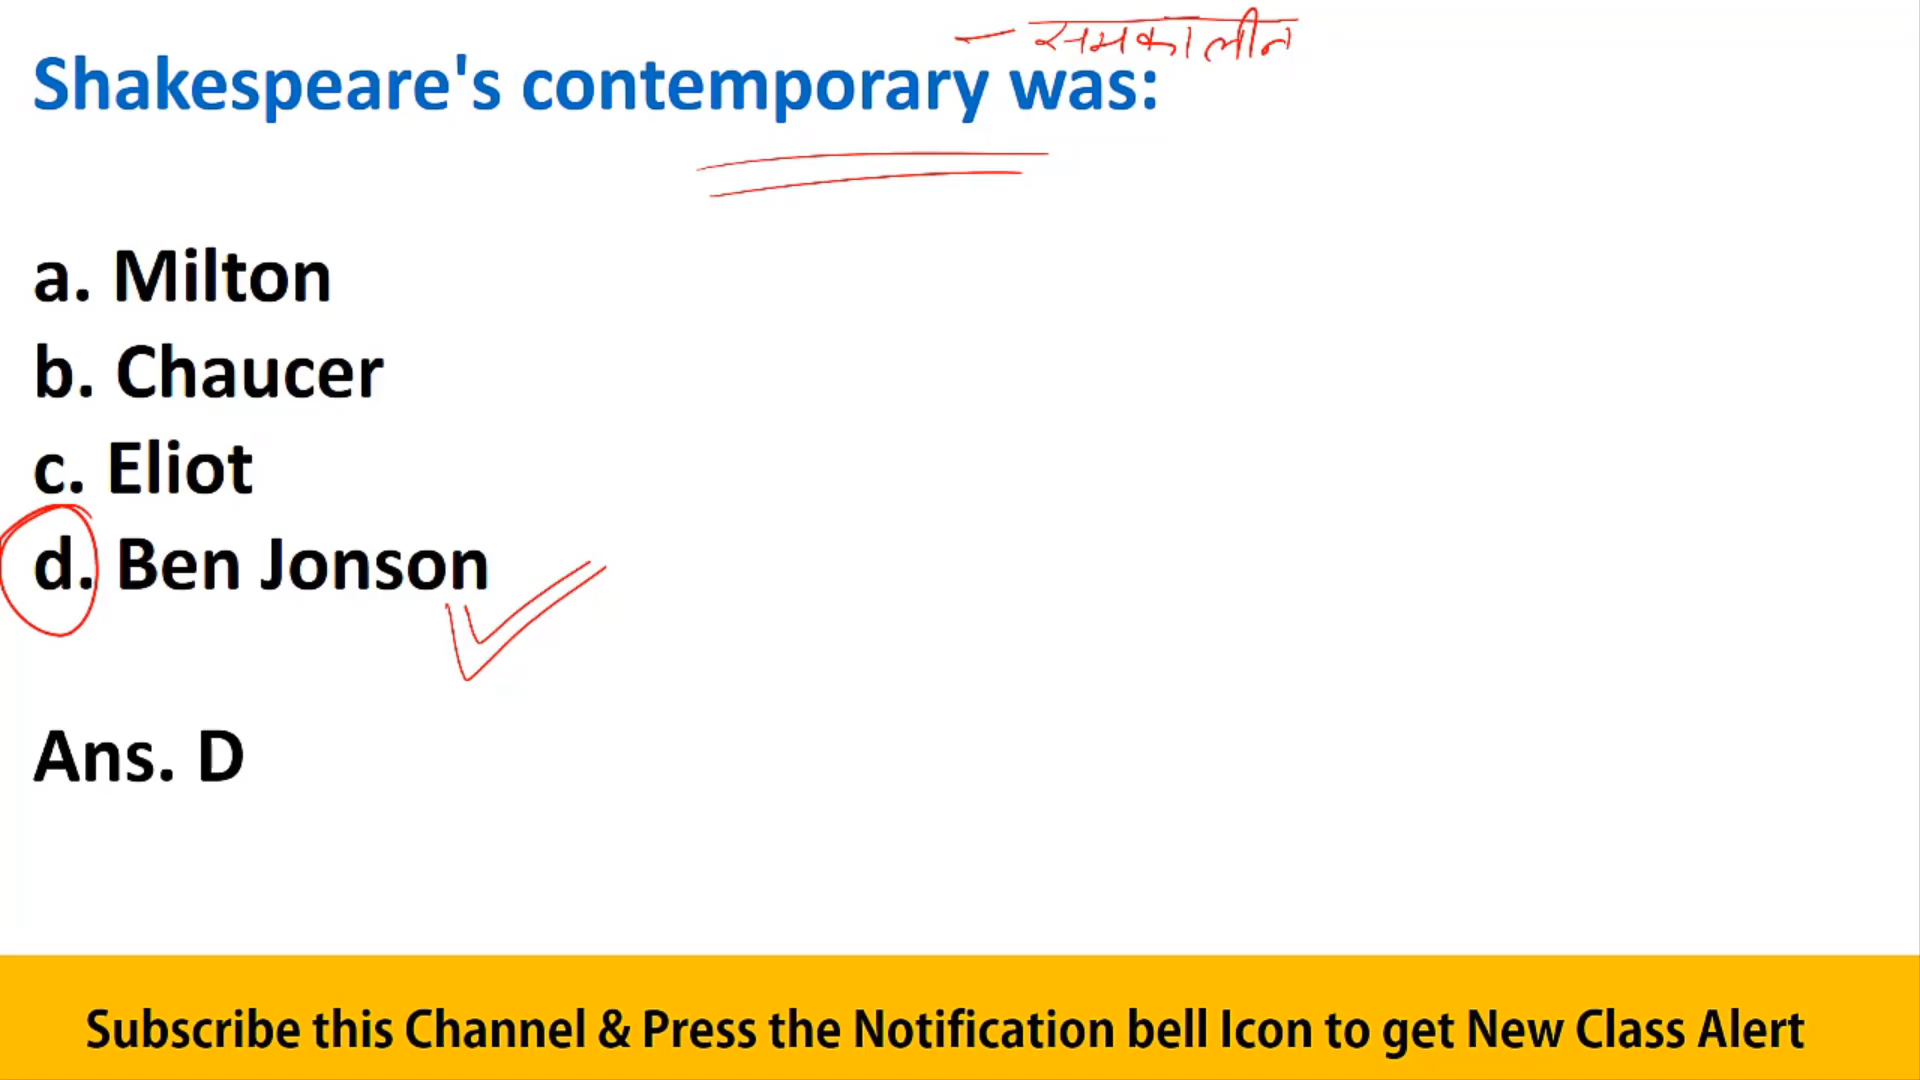 – समकालीन
Shakespeare's contemporary was:
a. Milton
b. Chaucer
c. Eliot
d. Ben Jonson
Ans. D
Subscribe this Channel & Press the Notification bell Icon to get New Class Alert